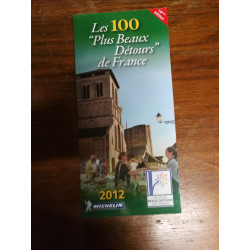 Les 100
"Plus Beaux
Détours"
de France
2012
MICHELIN